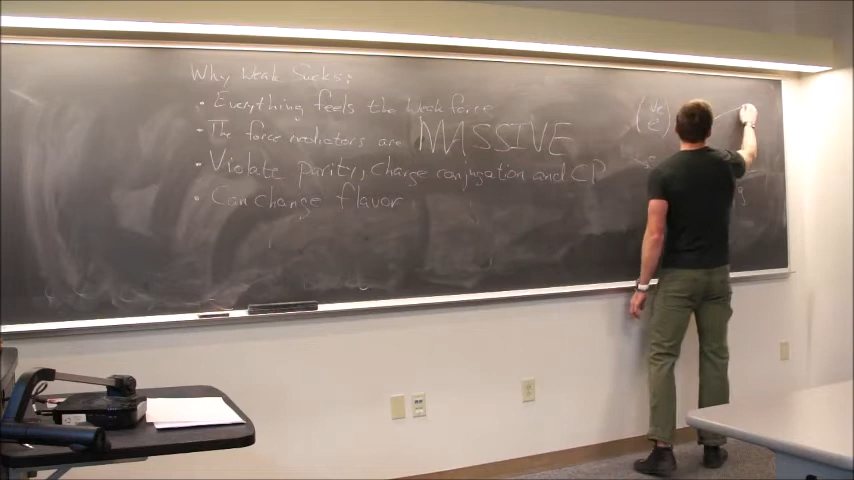 Why Weak Sucks:
• Everything feels the weak force
• The force mediators are MASSIVE
• Violate parity, charge conjugation and CP
• Can change flavor